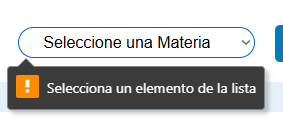 Seleccione una Materia
Selecciona un elemento de la lista